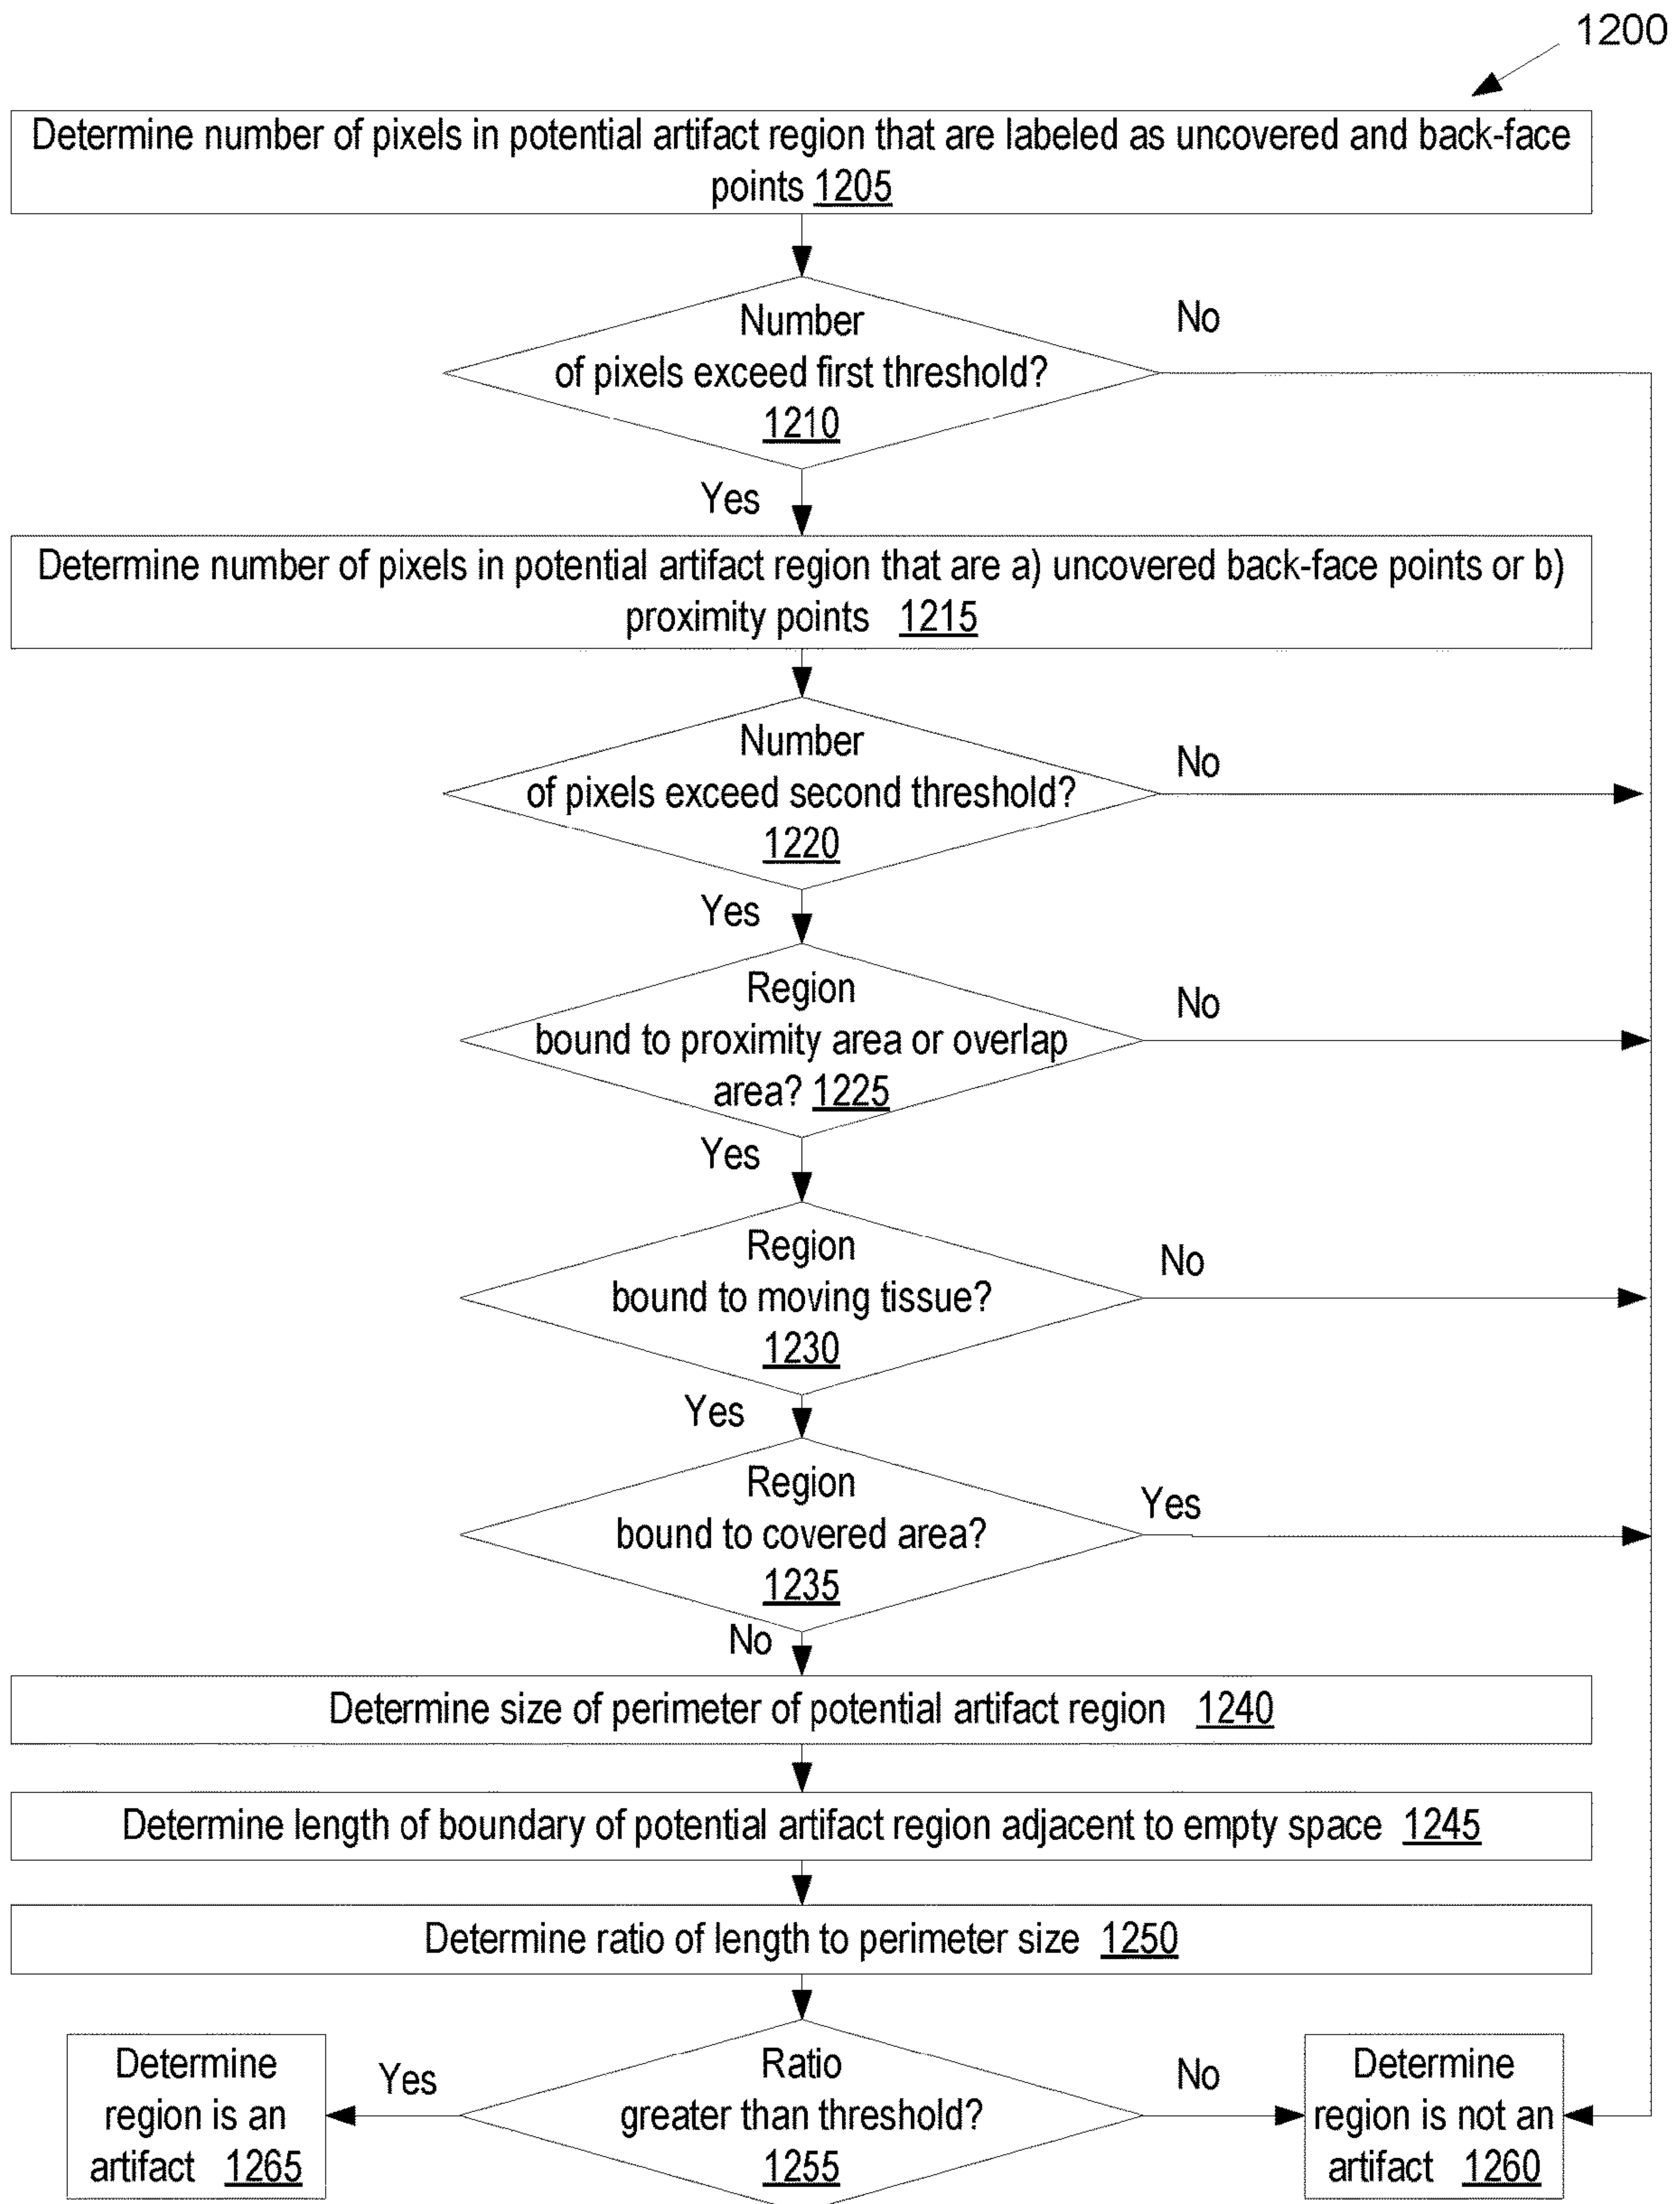 1200
Determine number of pixels in potential artifact region that are labeled as uncovered and back-face
points 1205
Number
of pixels exceed first threshold?
1210
No
Yes
Determine number of pixels in potential artifact region that are a) uncovered back-face points or b)
proximity points 1215
Number
of pixels exceed second threshold?
1220
No
Yes
Region
bound to proximity area or overlap
area? 1225
No
Yes
Region
bound to moving tissue?
1230
No
Yes
Region
bound to covered area?
1235
Yes
No
Determine size of perimeter of potential artifact region 1240
Determine length of boundary of potential artifact region adjacent to empty space 1245
Determine ratio of length to perimeter size 1250
Determine
region is an
artifact 1265
Yes
Ratio
greater than threshold?
1255
No
Determine
region is not an
artifact 1260